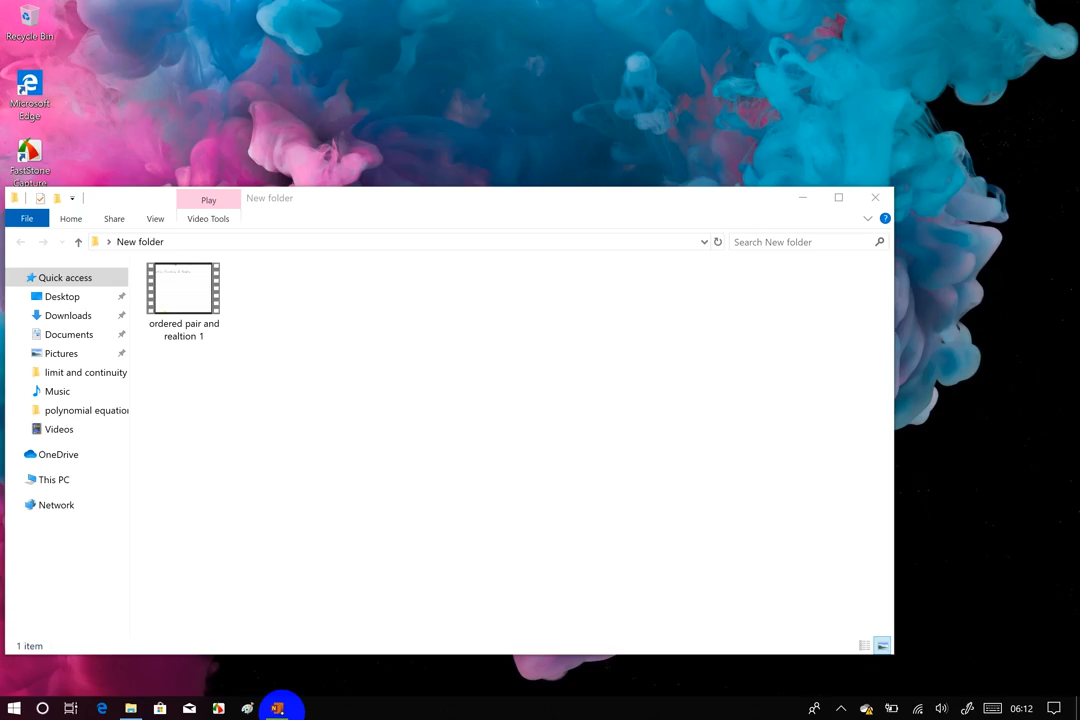 Recycle Bin
Microsoft
Edge
FastStone
Capture
Play
New folder
File
Home
Share
View
Video Tools
New folder
Search New folder
Quick access
Desktop
Downloads
Documents
Pictures
limit and continuity
Music
polynomial equation
Videos
OneDrive
This PC
Network
ordered pair and
realtion 1
1 item
06:12